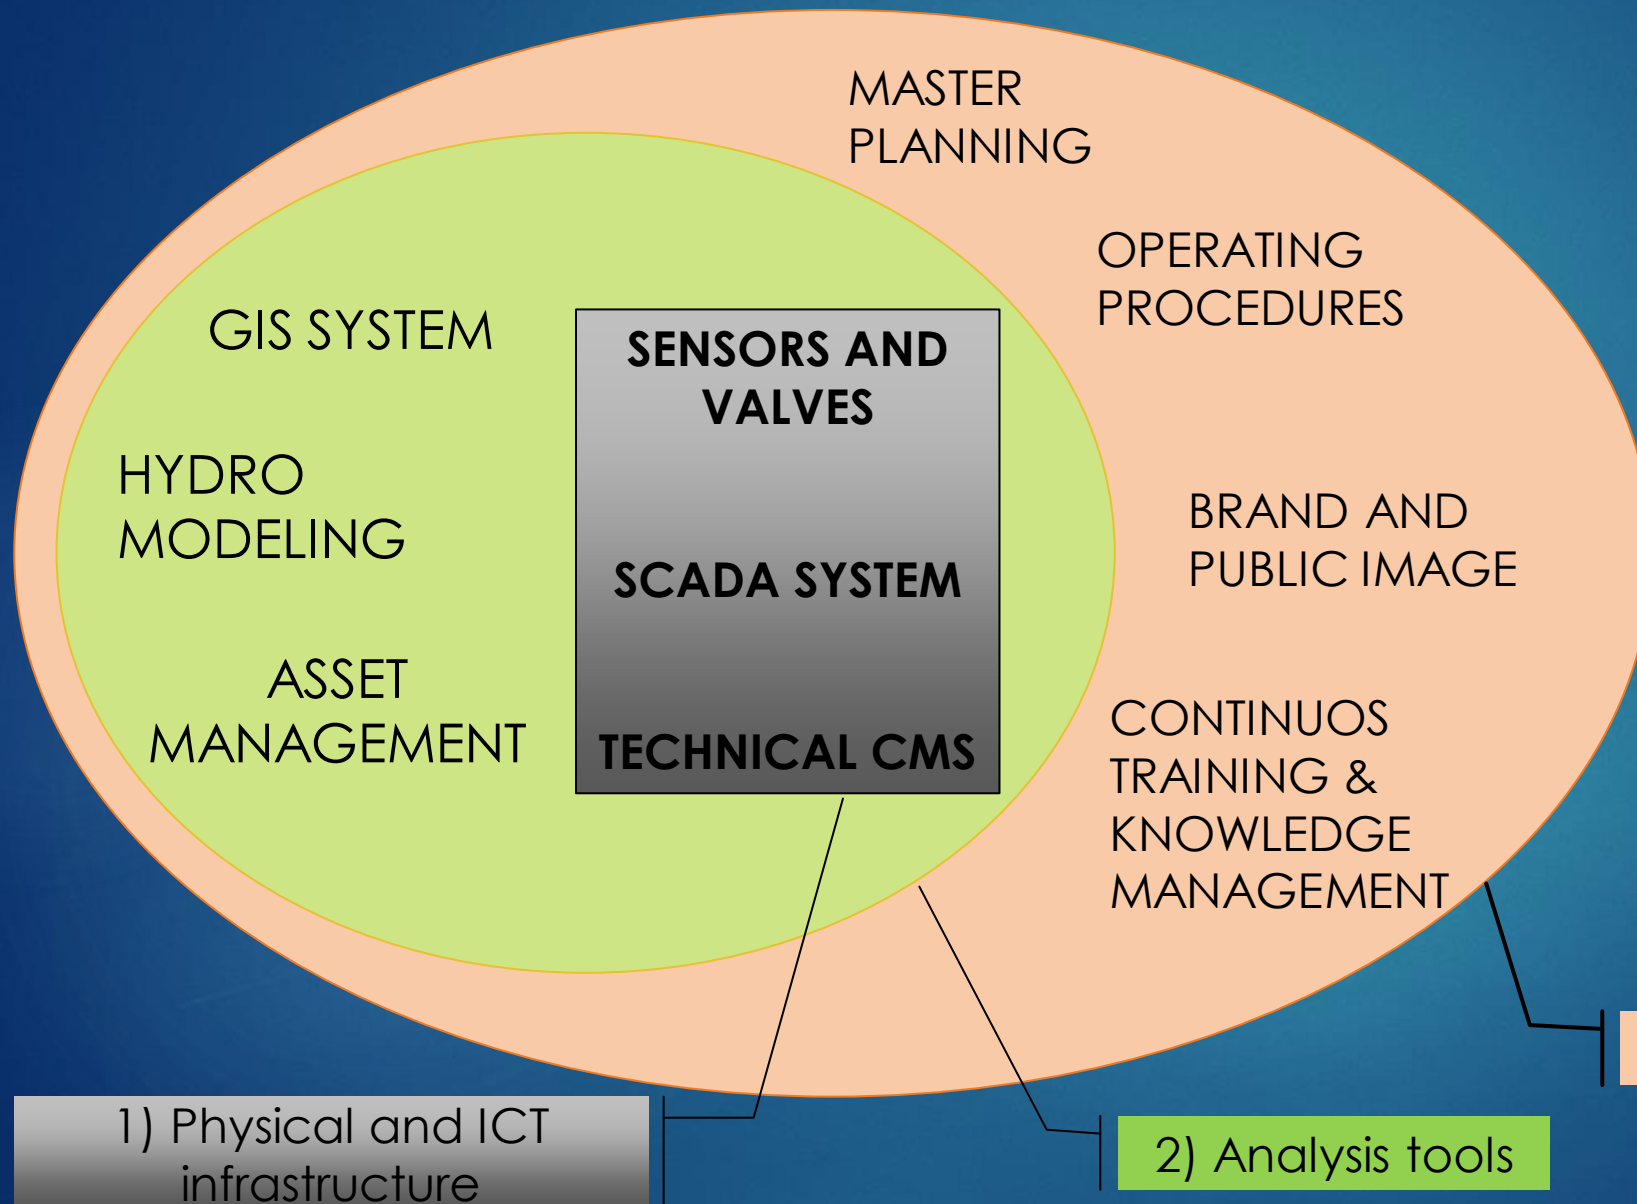 MASTER
PLANNING
OPERATING
PROCEDURES
GIS SYSTEM
SENSORS AND
VALVES
HYDRO
MODELING
BRAND AND
PUBLIC IMAGE
SCADA SYSTEM
ASSET
MANAGEMENT
TECHNICAL CMS
CONTINUOS
TRAINING &
KNOWLEDGE
MANAGEMENT
1) Physical and ICT
infrastructure
2) Analysis tools